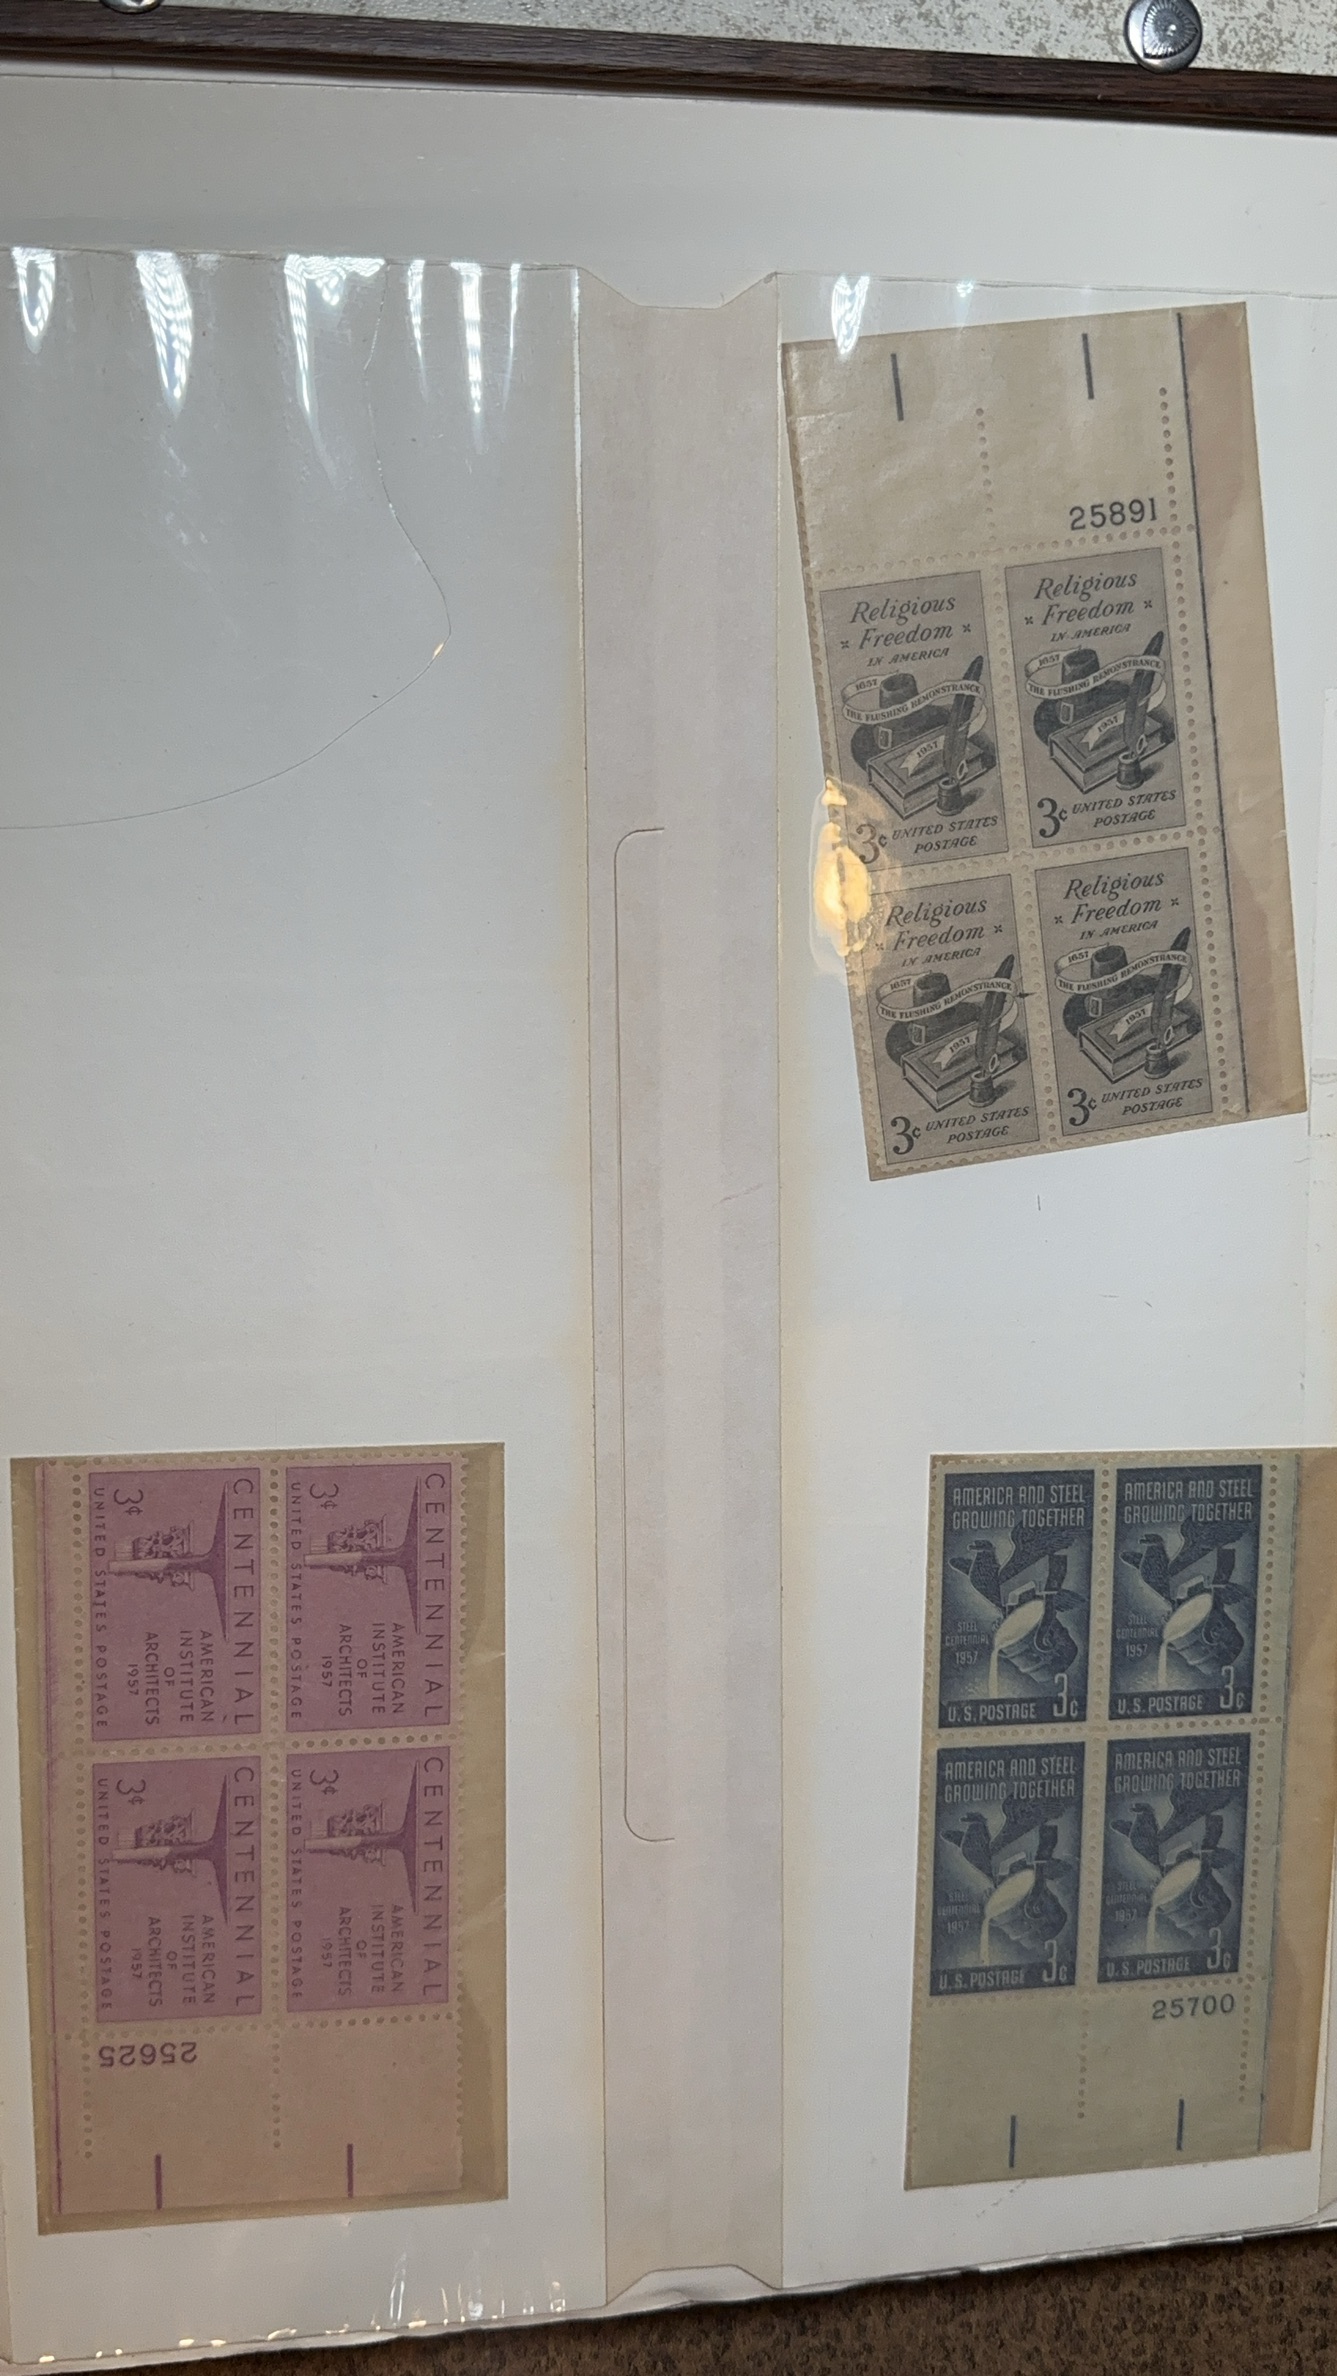 25891
Religious
Freedom
IN AMERICA
1657
THE FLUSHING REMONSTRANCE
1957
3¢ UNITED STATES
POSTAGE
Religious
Freedom
IN AMERICA
1657
THE FLUSHING REMONSTRANCE
1957
3¢ UNITED STATES
POSTAGE
Religious
Freedom
IN AMERICA
1657
THE FLUSHING REMONSTRANCE
1957
3¢ UNITED STATES
POSTAGE
Religious
Freedom
IN AMERICA
1657
THE FLUSHING REMONSTRANCE
1957
3¢ UNITED STATES
POSTAGE
CENTENNIAL
AMERICAN
INSTITUTE
OF
ARCHITECTS
1957
3¢
UNITED STATES POSTAGE
CENTENNIAL
AMERICAN
INSTITUTE
OF
ARCHITECTS
1957
3¢
UNITED STATES POSTAGE
CENTENNIAL
AMERICAN
INSTITUTE
OF
ARCHITECTS
1957
3¢
UNITED STATES POSTAGE
CENTENNIAL
AMERICAN
INSTITUTE
OF
ARCHITECTS
1957
3¢
UNITED STATES POSTAGE
25625
AMERICA AND STEEL
GROWING TOGETHER
STEEL
CENTENNIAL
1957
U.S. POSTAGE 3¢
AMERICA AND STEEL
GROWING TOGETHER
STEEL
CENTENNIAL
1957
U.S. POSTAGE 3¢
AMERICA AND STEEL
GROWING TOGETHER
STEEL
CENTENNIAL
1957
U.S. POSTAGE 3¢
AMERICA AND STEEL
GROWING TOGETHER
STEEL
CENTENNIAL
1957
U.S. POSTAGE 3¢
25700